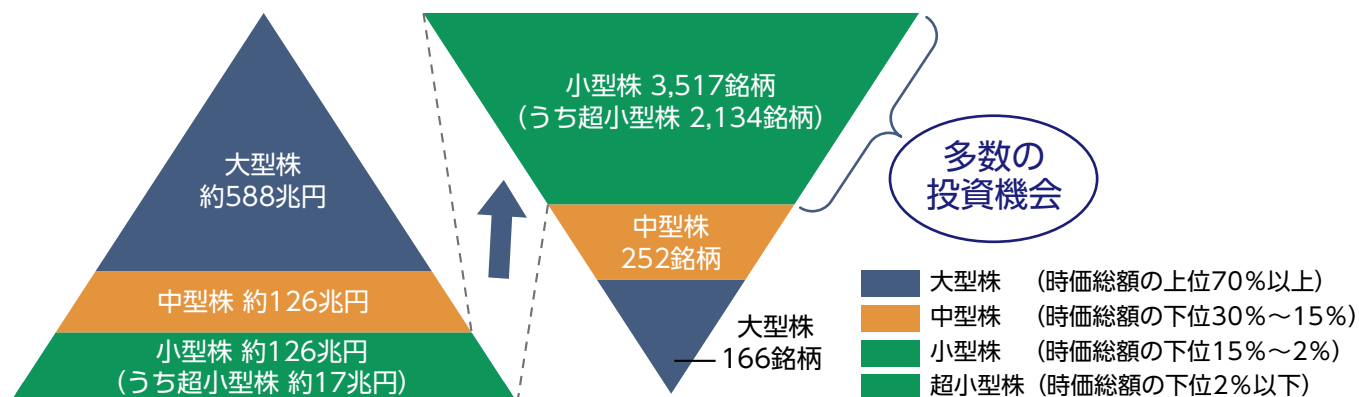 大型株
約588兆円
中型株 約126兆円
小型株 約126兆円
(うち超小型株 約17兆円)
小型株 3,517銘柄
(うち超小型株 2,134銘柄)
中型株
252銘柄
大型株
166銘柄
多数の
投資機会
大型株 (時価総額の上位70%以上)
中型株 (時価総額の下位30%～15%)
小型株 (時価総額の下位15%～2%)
超小型株 (時価総額の下位2%以下)